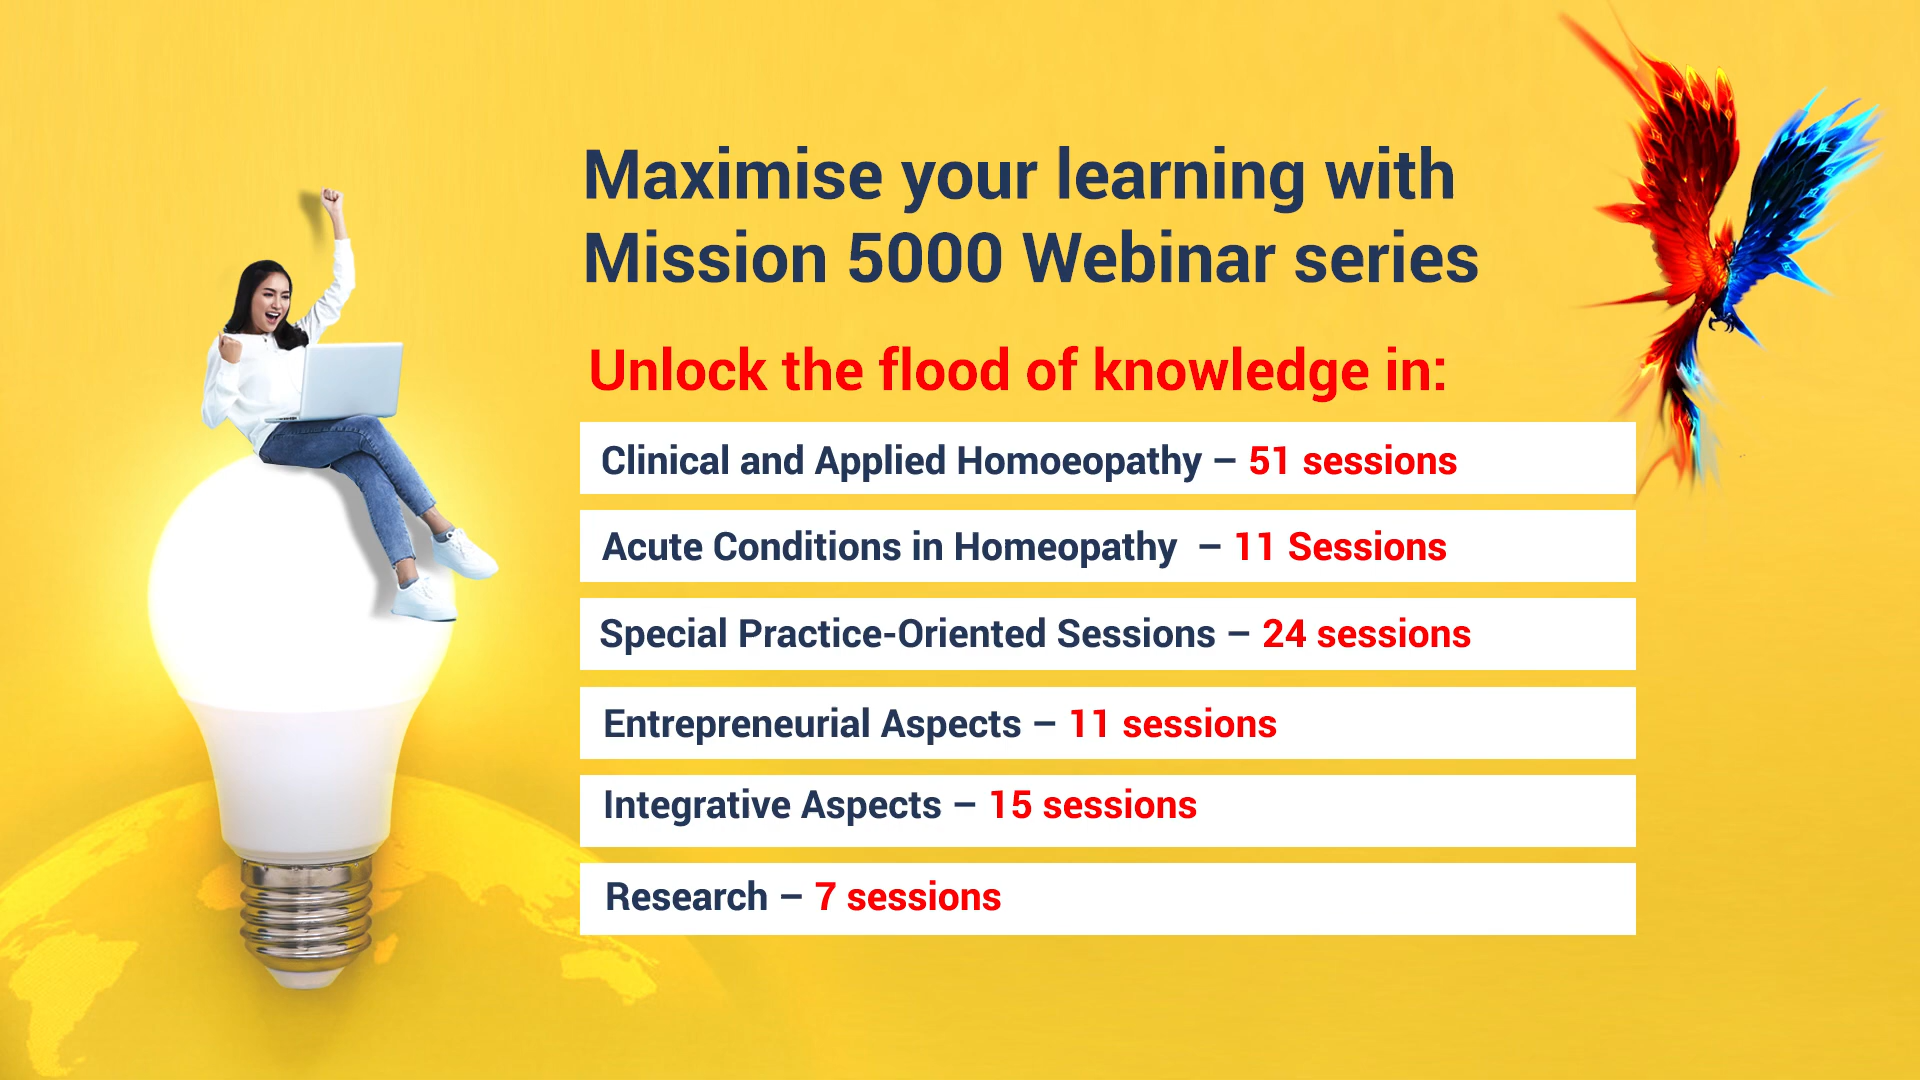 Maximise your learning with
Mission 5000 Webinar series
Unlock the flood of knowledge in:
Clinical and Applied Homoeopathy – 51 sessions
Acute Conditions in Homeopathy – 11 Sessions
Special Practice-Oriented Sessions – 24 sessions
Entrepreneurial Aspects – 11 sessions
Integrative Aspects – 15 sessions
Research – 7 sessions